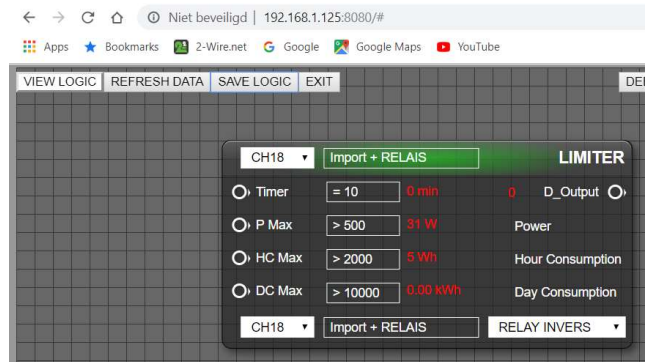 Niet beveiligd | 192.168.1.125:8080/#
Apps Bookmarks 2-Wire.net Google Google Maps YouTube
VIEW LOGIC REFRESH DATA SAVE LOGIC EXIT
CH18 Import + RELAIS LIMITER
Timer = 10 0 min 0 D_Output
P Max > 500 31 W Power
HC Max > 2000 5 Wh Hour Consumption
DC Max > 10000 0.00 kWh Day Consumption
CH18 Import + RELAIS RELAY INVERS